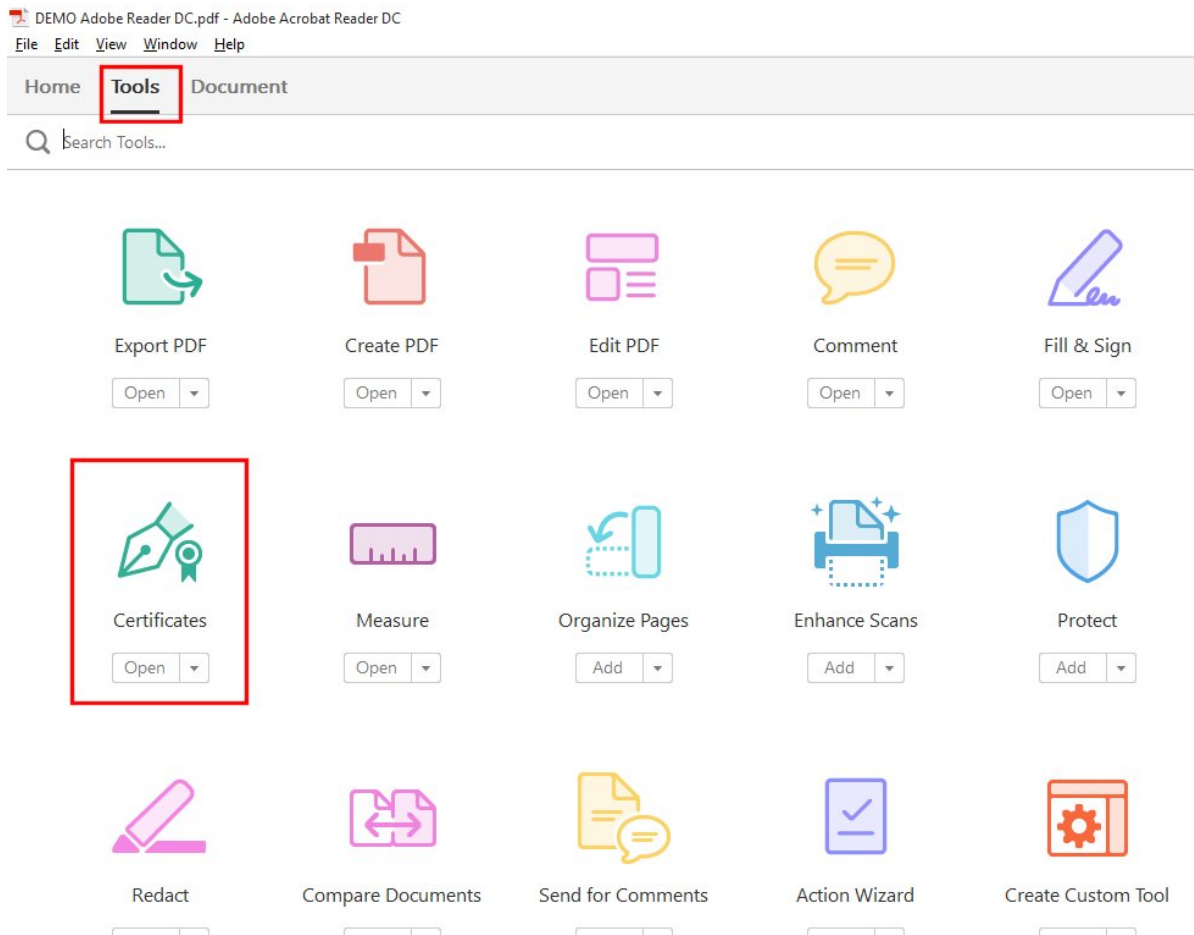 DEMO Adobe Reader DC.pdf - Adobe Acrobat Reader DC
File Edit View Window Help
Home Tools Document
Search Tools...
Export PDF Create PDF Edit PDF Comment Fill & Sign
Open Open Open Open Open
Certificates Measure Organize Pages Enhance Scans Protect
Open Open Add Add Add
Redact Compare Documents Send for Comments Action Wizard Create Custom Tool